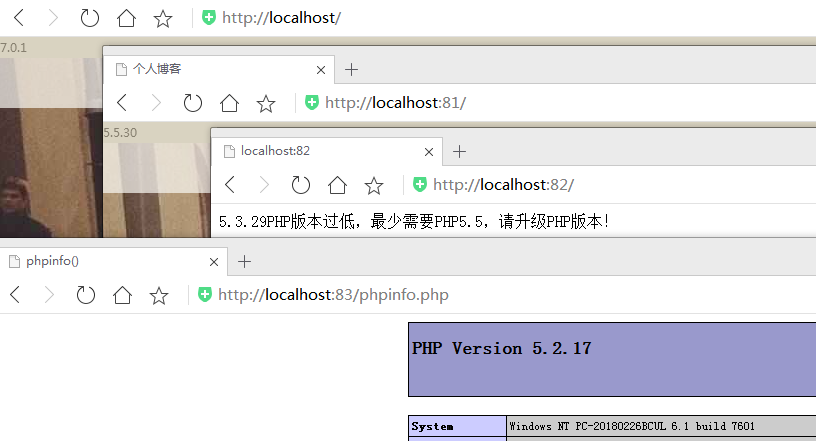 http://localhost/
7.0.1
个人博客
http://localhost:81/
5.5.30
localhost:82
http://localhost:82/
5.3.29PHP版本过低，最少需要PHP5.5，请升级PHP版本！
phpinfo()
http://localhost:83/phpinfo.php
PHP Version 5.2.17
System Windows NT PC-20180226BCUL 6.1 build 7601